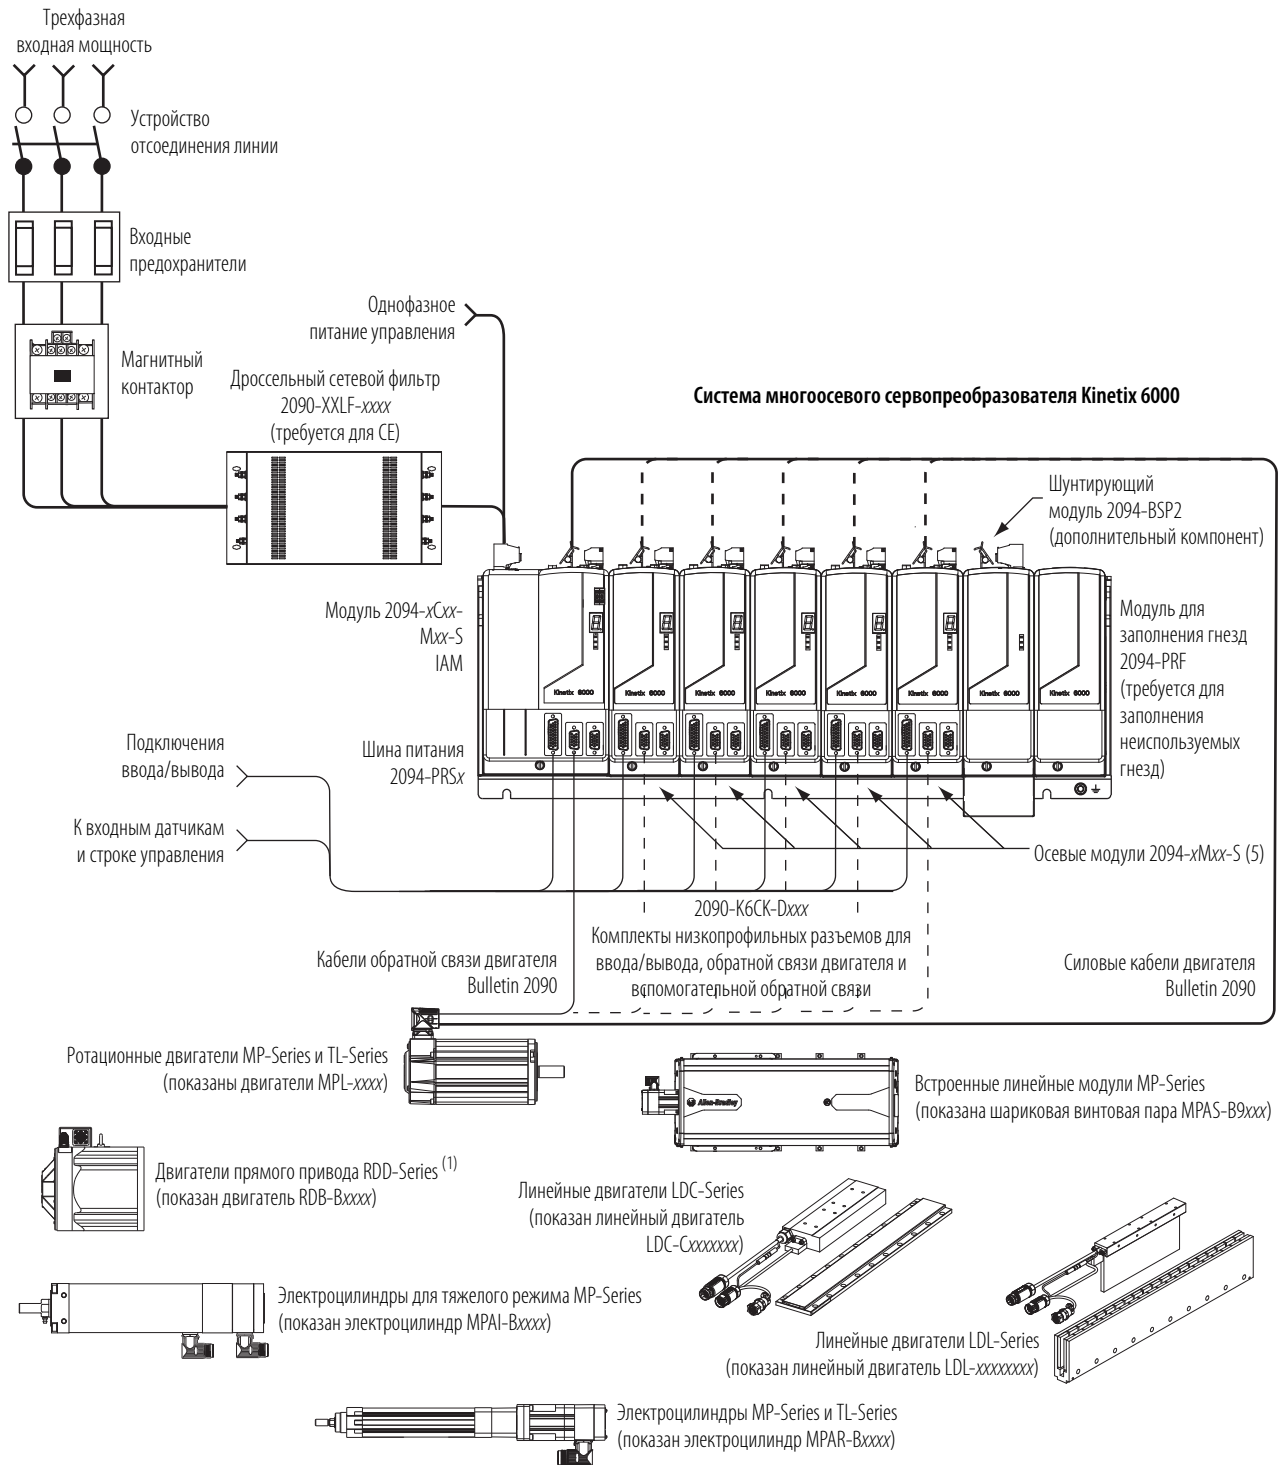 Трехфазная
входная мощность
Устройство
отсоединения линии
Входные
предохранители
Однофазное
питание управления
Магнитный
контактор
Дроссельный сетевой фильтр
2090-XXLF-xxxx
(требуется для CE)
Система многоосевого сервопреобразователя Kinetix 6000
Шунтирующий
модуль 2094-BSP2
(дополнительный компонент)
Модуль 2094-xCxx-
Mxx-S
IAM
Модуль для
заполнения гнезд
2094-PRF
(требуется для
заполнения
неиспользуемых
гнезд)
Kinetix 6000
Kinetix 6000
Kinetix 6000
Kinetix 6000
Kinetix 6000
Kinetix 6000
Kinetix 6000
Kinetix 6000
Шина питания
2094-PRSx
Подключения
ввода/вывода
К входным датчикам
и строке управления
Осевые модули 2094-xMxx-S (5)
2090-K6CK-Dxxx
Комплекты низкопрофильных разъемов для
ввода/вывода, обратной связи двигателя и
вспомогательной обратной связи
Кабели обратной связи двигателя
Bulletin 2090
Силовые кабели двигателя
Bulletin 2090
Ротационные двигатели MP-Series и TL-Series
(показаны двигатели MPL-xxxx)
Allen-Bradley
Встроенные линейные модули MP-Series
(показана шариковая винтовая пара MPAS-B9xxx)
Двигатели прямого привода RDD-Series (1)
(показан двигатель RDB-Bxxxx)
Линейные двигатели LDC-Series
(показан линейный двигатель
LDC-Cxxxxxxx)
Электроцилиндры для тяжелого режима MP-Series
(показан электроцилиндр MPAI-Bxxxx)
Линейные двигатели LDL-Series
(показан линейный двигатель LDL-xxxxxxxx)
Электроцилиндры MP-Series и TL-Series
(показан электроцилиндр MPAR-Bxxxx)